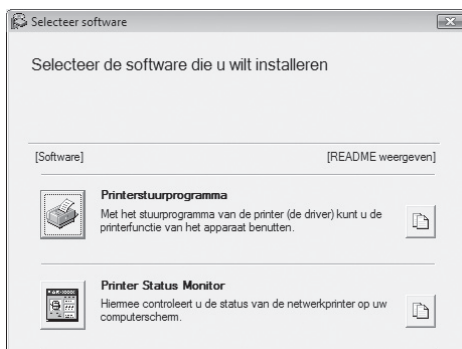 Selecteer software
Selecteer de software die u wilt installeren
[Software] [README weergeven]
Printerstuurprogramma
Met het stuurprogramma van de printer (de driver) kunt u de
printerfunctie van het apparaat benutten.
Printer Status Monitor
Hiermee controleert u de status van de netwerkprinter op uw
computerscherm.